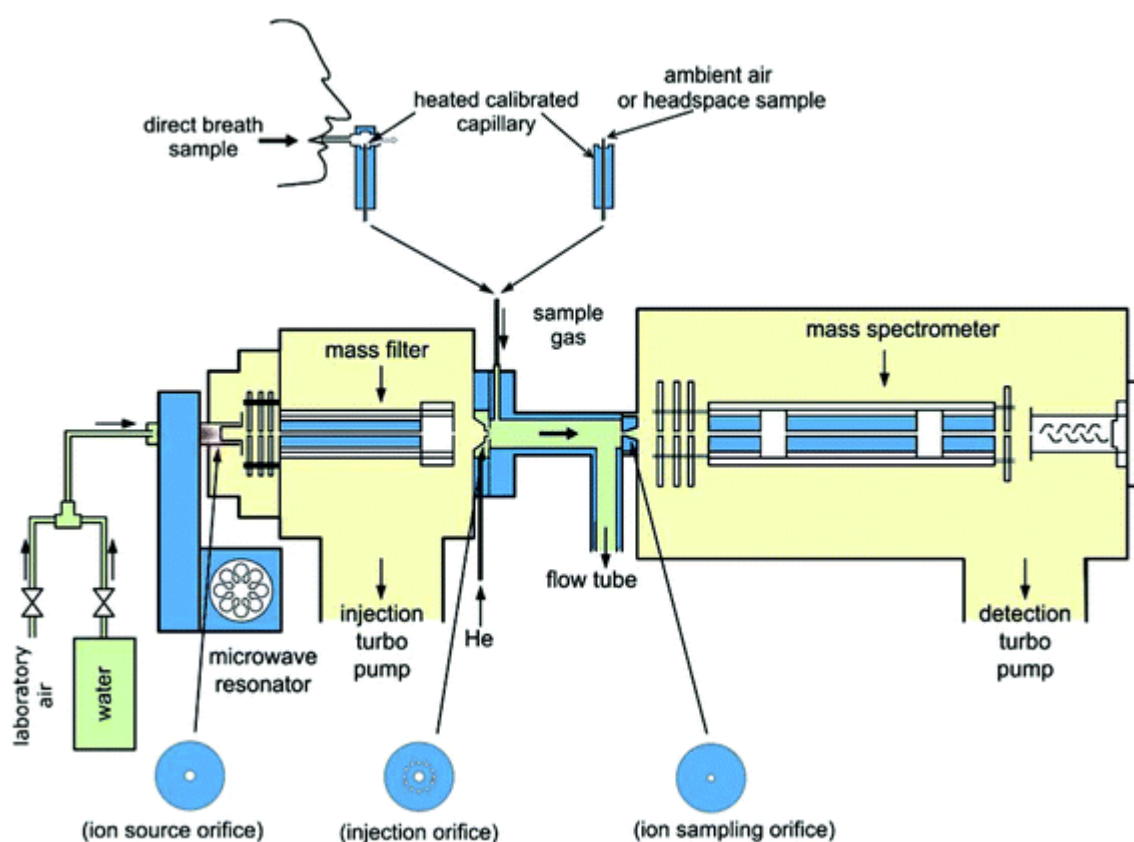 ambient air
or headspace sample
heated calibrated
capillary
direct breath
sample
sample
gas
mass filter
mass spectrometer
flow tube
injection
turbo
pump
He
detection
turbo
pump
microwave
resonator
laboratory
air
water
(ion source orifice)
(injection orifice)
(ion sampling orifice)